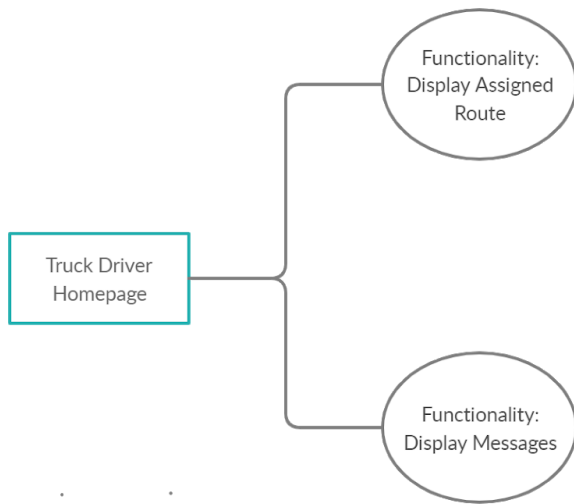 Functionality:
Display Assigned
Route
Truck Driver
Homepage
Functionality:
Display Messages